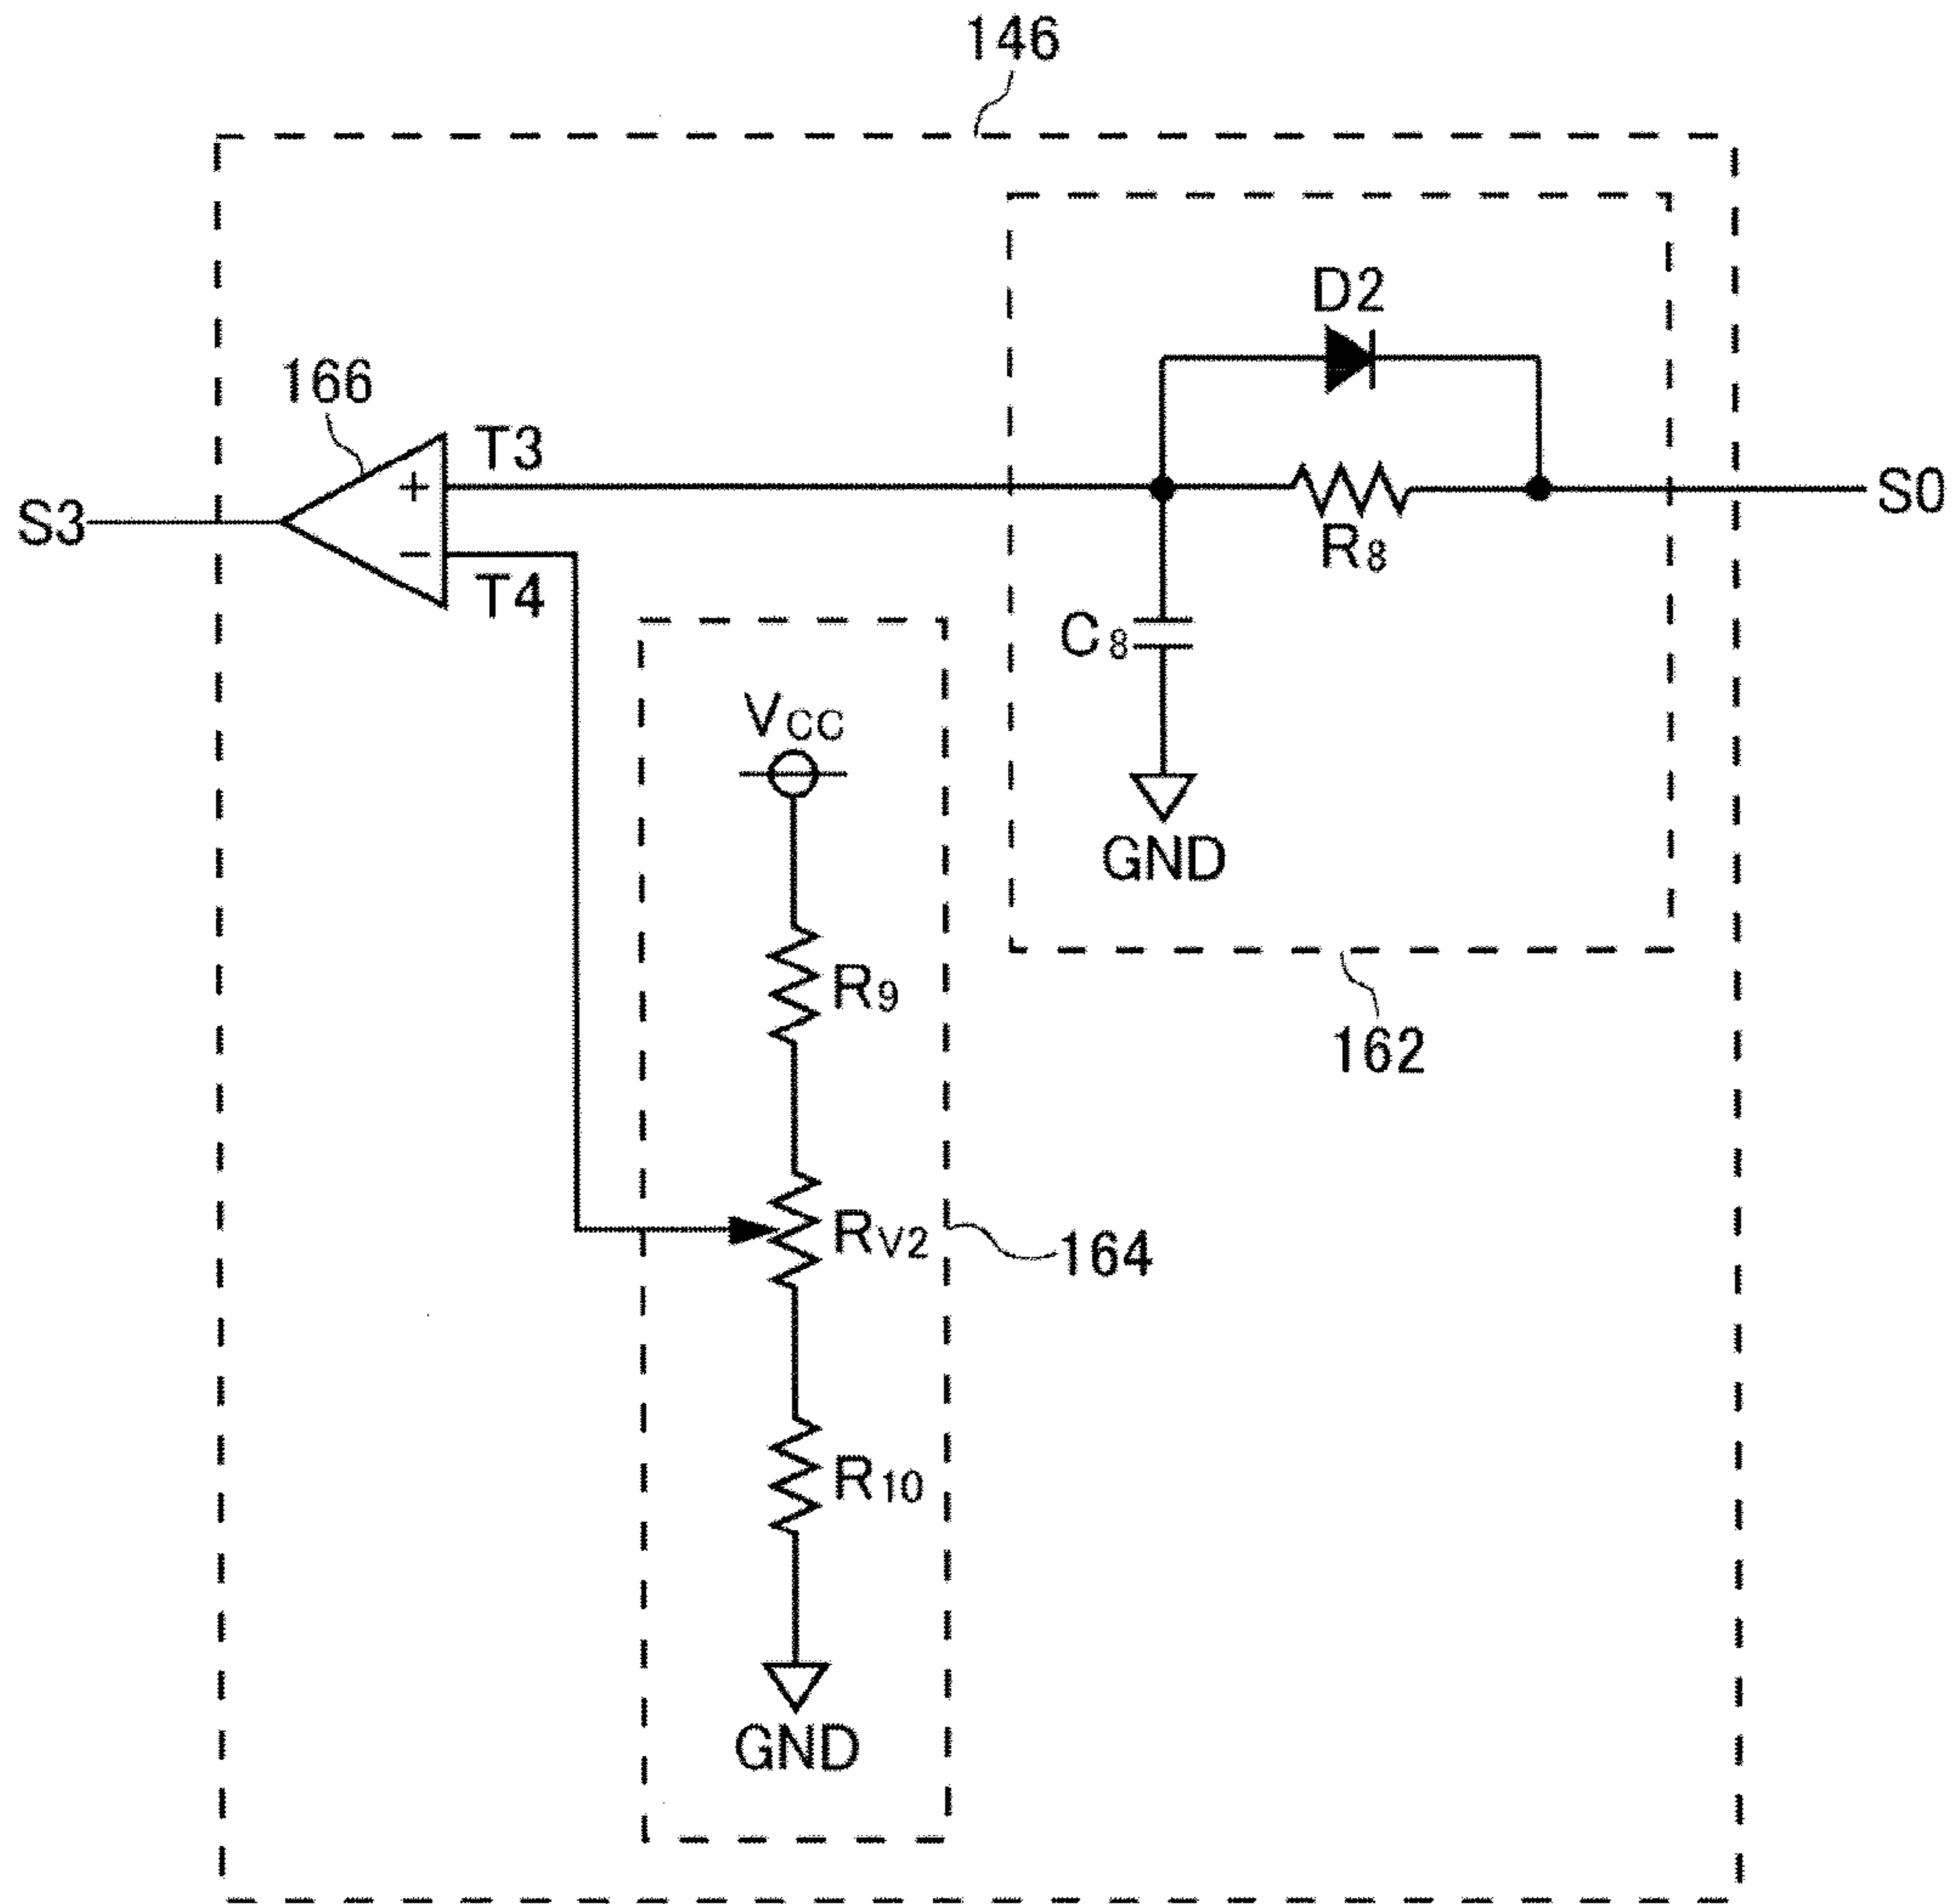 146
D2
166
T3
S3
S0
R8
T4
C8
VCC
GND
R9
162
RV2
164
R10
GND